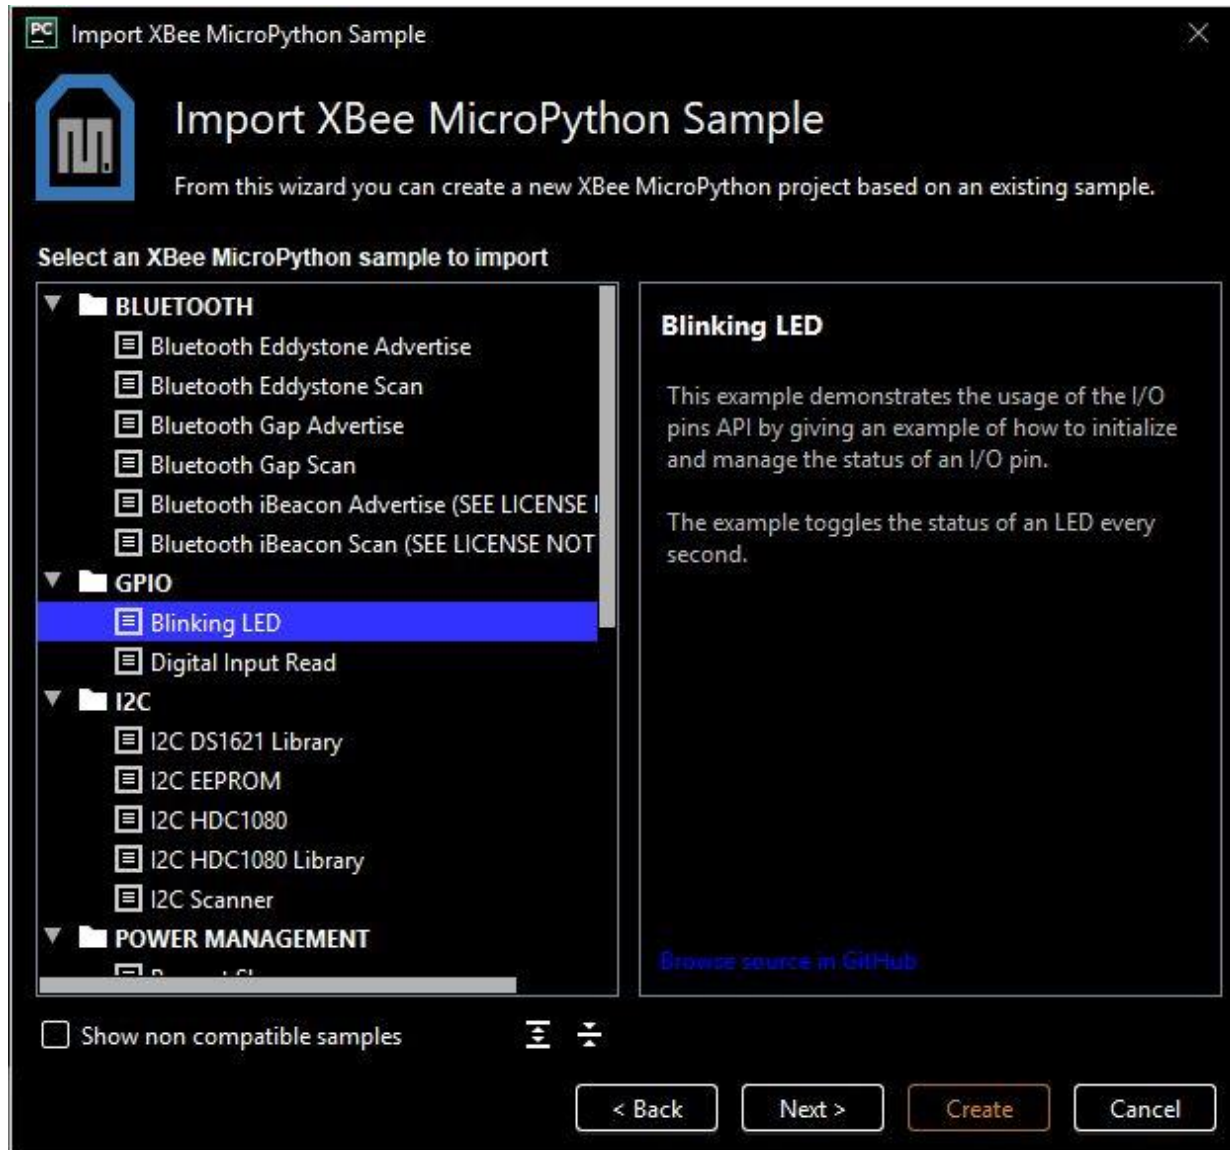 Import XBee MicroPython Sample
Import XBee MicroPython Sample
From this wizard you can create a new XBee MicroPython project based on an existing sample.
Select an XBee MicroPython sample to import
BLUETOOTH
Bluetooth Eddystone Advertise
Bluetooth Eddystone Scan
Bluetooth Gap Advertise
Bluetooth Gap Scan
Bluetooth iBeacon Advertise (SEE LICENSE
Bluetooth iBeacon Scan (SEE LICENSE NOT
GPIO
Blinking LED
Digital Input Read
I2C
I2C DS1621 Library
I2C EEPROM
I2C HDC1080
I2C HDC1080 Library
I2C Scanner
POWER MANAGEMENT
Blinking LED
This example demonstrates the usage of the I/O
pins API by giving an example of how to initialize
and manage the status of an I/O pin.
The example toggles the status of an LED every
second.
Browse source in GitHub
Show non compatible samples
< Back
Next >
Create
Cancel